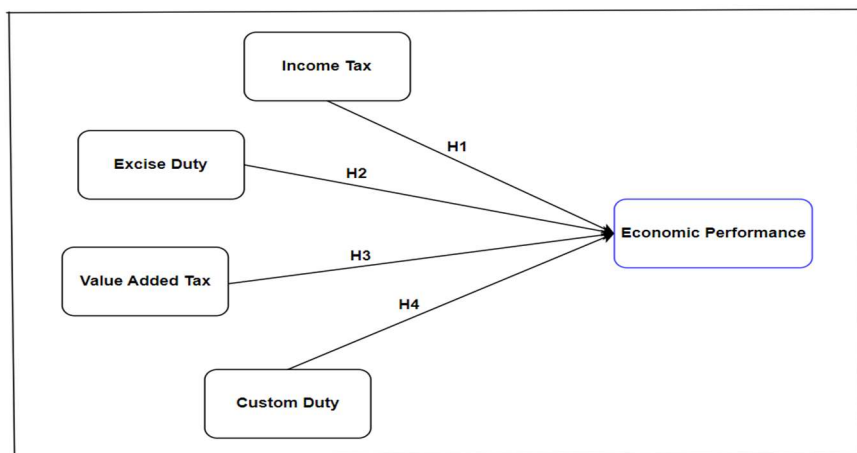 Income Tax
H1
Excise Duty
H2
Economic Performance
Value Added Tax
H3
H4
Custom Duty